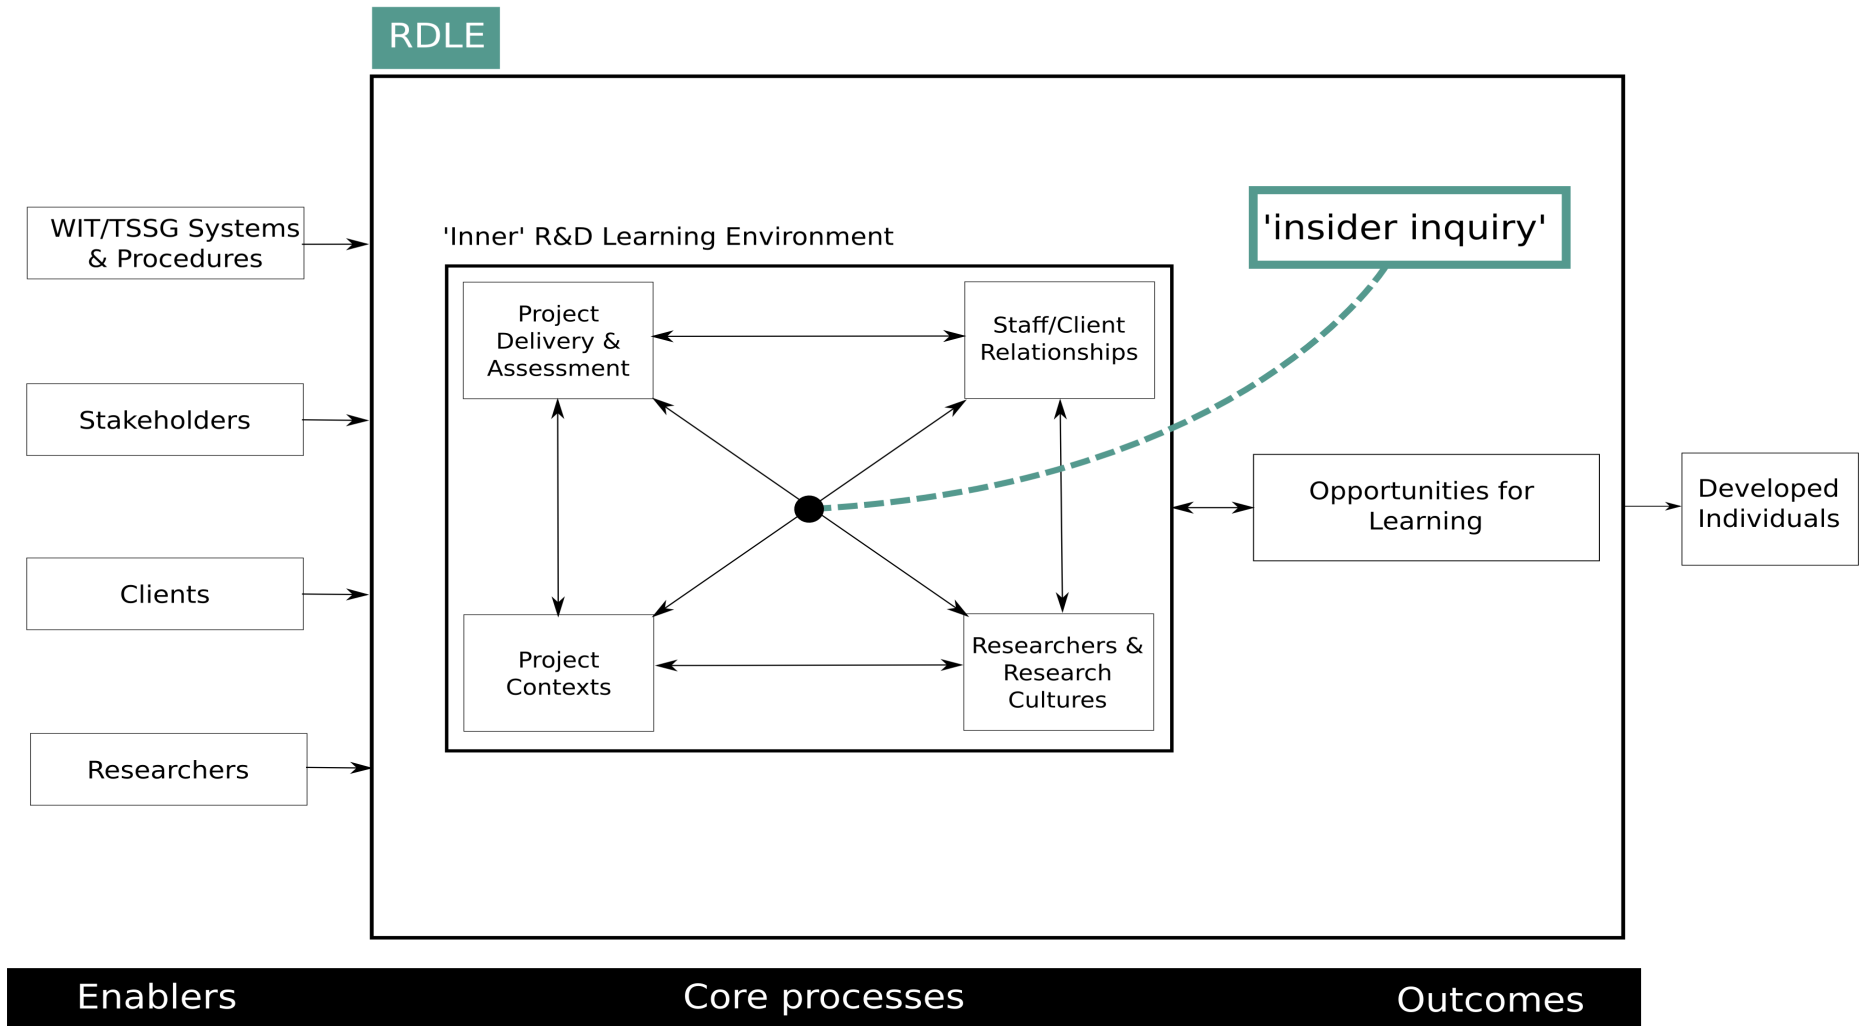 RDLE
WIT/TSSG Systems
& Procedures
Stakeholders
Clients
Researchers
'Inner' R&D Learning Environment
Project
Delivery &
Assessment
Staff/Client
Relationships
Project
Contexts
Researchers &
Research
Cultures
'insider inquiry'
Opportunities for
Learning
Developed
Individuals
Enablers
Core processes
Outcomes